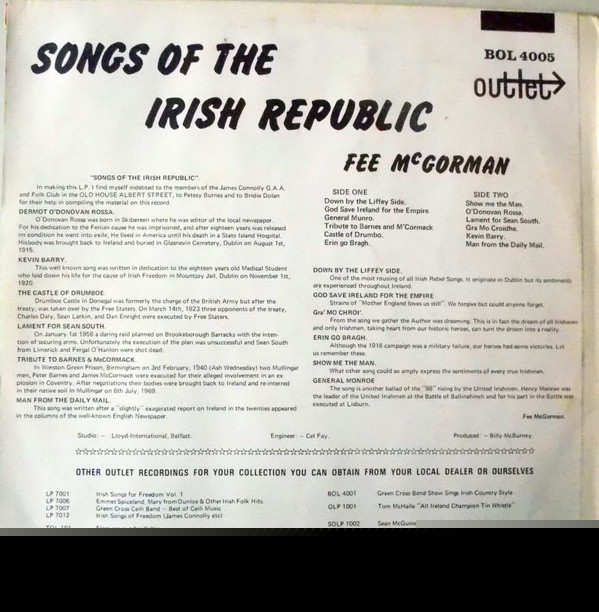 BOL 4005
outlet
SONGS OF THE
IRISH REPUBLIC
FEE McGORMAN
"SONGS OF THE IRISH REPUBLIC".
In making this L.P. I find myself indebted to the members of the James Connolly G.A.A.
and Folk Club in the OLD HOUSE ALBERT STREET, to Petesy Burnes and to Bridie Dolan
for their help in compiling the material on this record.
DERMOT O'DONOVAN ROSSA.
O'Donovan Rossa was born in Skibereen where he was editor of the local newspaper.
For his dedication to the Fenian cause he was imprisoned, and after eighteen years was released
on condition he went into exile. He lived in America until his death in a State Island Hospital.
Hisbody was brought back to Ireland and buried in Glasnevin Cemetery, Dublin on August 1st,
1915.
KEVIN BARRY.
This well known song was written in dedication to the eighteen years old Medical Student
who laid down his life for the cause of Irish Freedom in Mountjoy Jail, Dublin on November 1st,
1920.
THE CASTLE OF DRUMBOE.
Drumboe Castle in Donegal was formerly the charge of the British Army but after the
treaty, was taken over by the Free Staters. On March 14th, 1923 three opponents of the treaty,
Charles Daly, Sean Larkin, and Dan Enright were executed by Free Staters.
LAMENT FOR SEAN SOUTH.
On January 1st 1956 a daring raid planned on Brookeborough Barracks with the inten-
tion of securing arms. Unfortunately the execution of the plan was unsuccessful and Sean South
from Limerick and Fergal O'Hanlon were shot dead.
TRIBUTE TO BARNES & McCORMACK.
In Winston Green Prison, Birmingham on 3rd February, 1940 (Ash Wednesday) two Mullingar
men, Peter Barnes and James McCormack were executed for their alleged involvement in an ex-
plosion in Coventry. After negotiations their bodies were brought back to Ireland and re-interred
in their native soil in Mullingar on 6th July, 1969.
MAN FROM THE DAILY MAIL.
This song was written after a "slightly" exagerated report on Ireland in the twenties appeared
in the columns of the well-known English Newspaper
SIDE ONE
Down by the Liffey Side.
God Save Ireland for the Empire
General Munro.
Tribute to Barnes and M'Cormack
Castle of Drumbo.
Erin go Bragh.
SIDE TWO
Show me the Man.
O'Donovan Rossa.
Lament for Sean South.
Gra Mo Croidhe.
Kevin Barry.
Man from the Daily Mail.
DOWN BY THE LIFFEY SIDE.
One of the most rousing of all Irish Rebel Songs. It originate in Dublin but its sentiments
are experienced throughout Ireland.
GOD SAVE IRELAND FOR THE EMPIRE
Strains of "Mother England loves us still". We forgive but could anyone forget.
Gra' MO CHROI'.
From the song we gather the Author was dreaming. This is in fact the dream of all Irishmen
and only Irishmen, taking heart from our historic heroes, can turn the dream into a reality.
ERIN GO BRAGH.
Although the 1916 campaign was a military failure, our heroes had some victories. Let
us remember these.
SHOW ME THE MAN.
What other song could so amply express the sentiments of every true Irishmen.
GENERAL MONROE
The song is another ballad of the "98" rising by the United Irishmen. Henry Monroe was
the leader of the United Irishmen at the Battle of Ballinahinch and for his part in the Battle was
executed at Lisburn.
Fee McGorman.
Studio:– Lloyd-International, Belfast.
Engineer:– Cel Fay.
Produced:– Billy McBurney.
OTHER OUTLET RECORDINGS FOR YOUR COLLECTION YOU CAN OBTAIN FROM YOUR LOCAL DEALER OR OURSELVES
LP 7001 Irish Songs for Freedom Vol. 1
LP 7006 Emmet Spiceland, Mary from Dunloe & Other Irish Folk Hits.
LP 7007 Green Cross Ceili Band – Best of Ceili Music
LP 7012 Irish Songs of Freedom (James Connolly etc)
BOL 4001 Green Cross Band Show Sings Irish Country Style
OLP 1001 Tom McHaile "All Ireland Champion Tin Whistle"
SOLP 1002 Sean McGuire